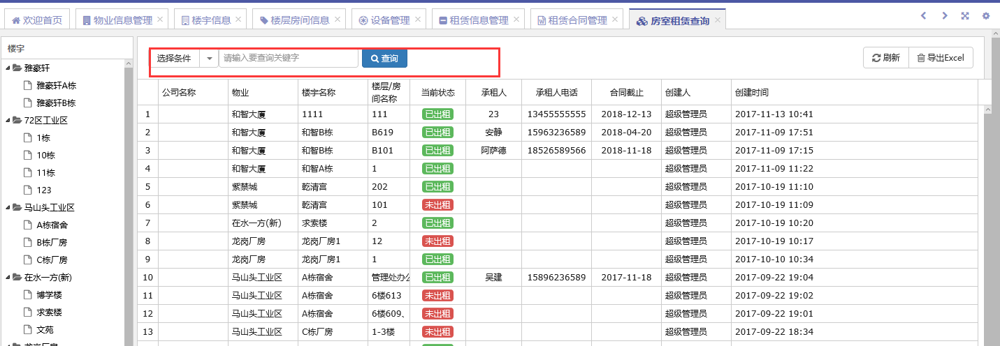 欢迎首页 物业信息管理 楼宇信息 楼层房间信息 设备管理 租赁信息管理 租赁合同管理 房室租赁查询
楼宇
雅豪轩
雅豪轩A栋
雅豪轩B栋
72区工业区
1栋
10栋
11栋
123
马山头工业区
A栋宿舍
B栋厂房
C栋厂房
在水一方(新)
博学楼
求索楼
文苑
龙岗厂房
选择条件 请输入要查询关键字 查询 刷新 导出Excel
公司名称 物业 楼宇名称 楼层/房间名称 当前状态 承租人 承租人电话 合同截止 创建人 创建时间
1 和智大厦 1111 111 已出租 23 13455555555 2018-12-13 超级管理员 2017-11-13 10:41
2 和智大厦 和智B栋 B619 已出租 安静 15963236589 2018-04-20 超级管理员 2017-11-09 17:51
3 和智大厦 和智B栋 B101 已出租 阿萨德 18526589566 2018-11-18 超级管理员 2017-11-09 17:15
4 和智大厦 和智A栋 1 已出租 超级管理员 2017-11-09 11:22
5 紫禁城 乾清宫 202 已出租 超级管理员 2017-10-19 11:10
6 紫禁城 乾清宫 101 未出租 超级管理员 2017-10-19 11:09
7 在水一方(新) 求索楼 2 已出租 超级管理员 2017-10-19 10:20
8 龙岗厂房 龙岗厂房1 12 未出租 超级管理员 2017-10-19 10:17
9 龙岗厂房 龙岗厂房1 1 已出租 超级管理员 2017-10-10 10:34
10 马山头工业区 A栋宿舍 管理处办公 已出租 吴建 15896236589 2017-11-18 超级管理员 2017-09-22 19:04
11 马山头工业区 A栋宿舍 6楼613 未出租 超级管理员 2017-09-22 19:02
12 马山头工业区 A栋宿舍 6楼609、 未出租 超级管理员 2017-09-22 19:01
13 马山头工业区 C栋厂房 1-3楼 未出租 超级管理员 2017-09-22 18:34